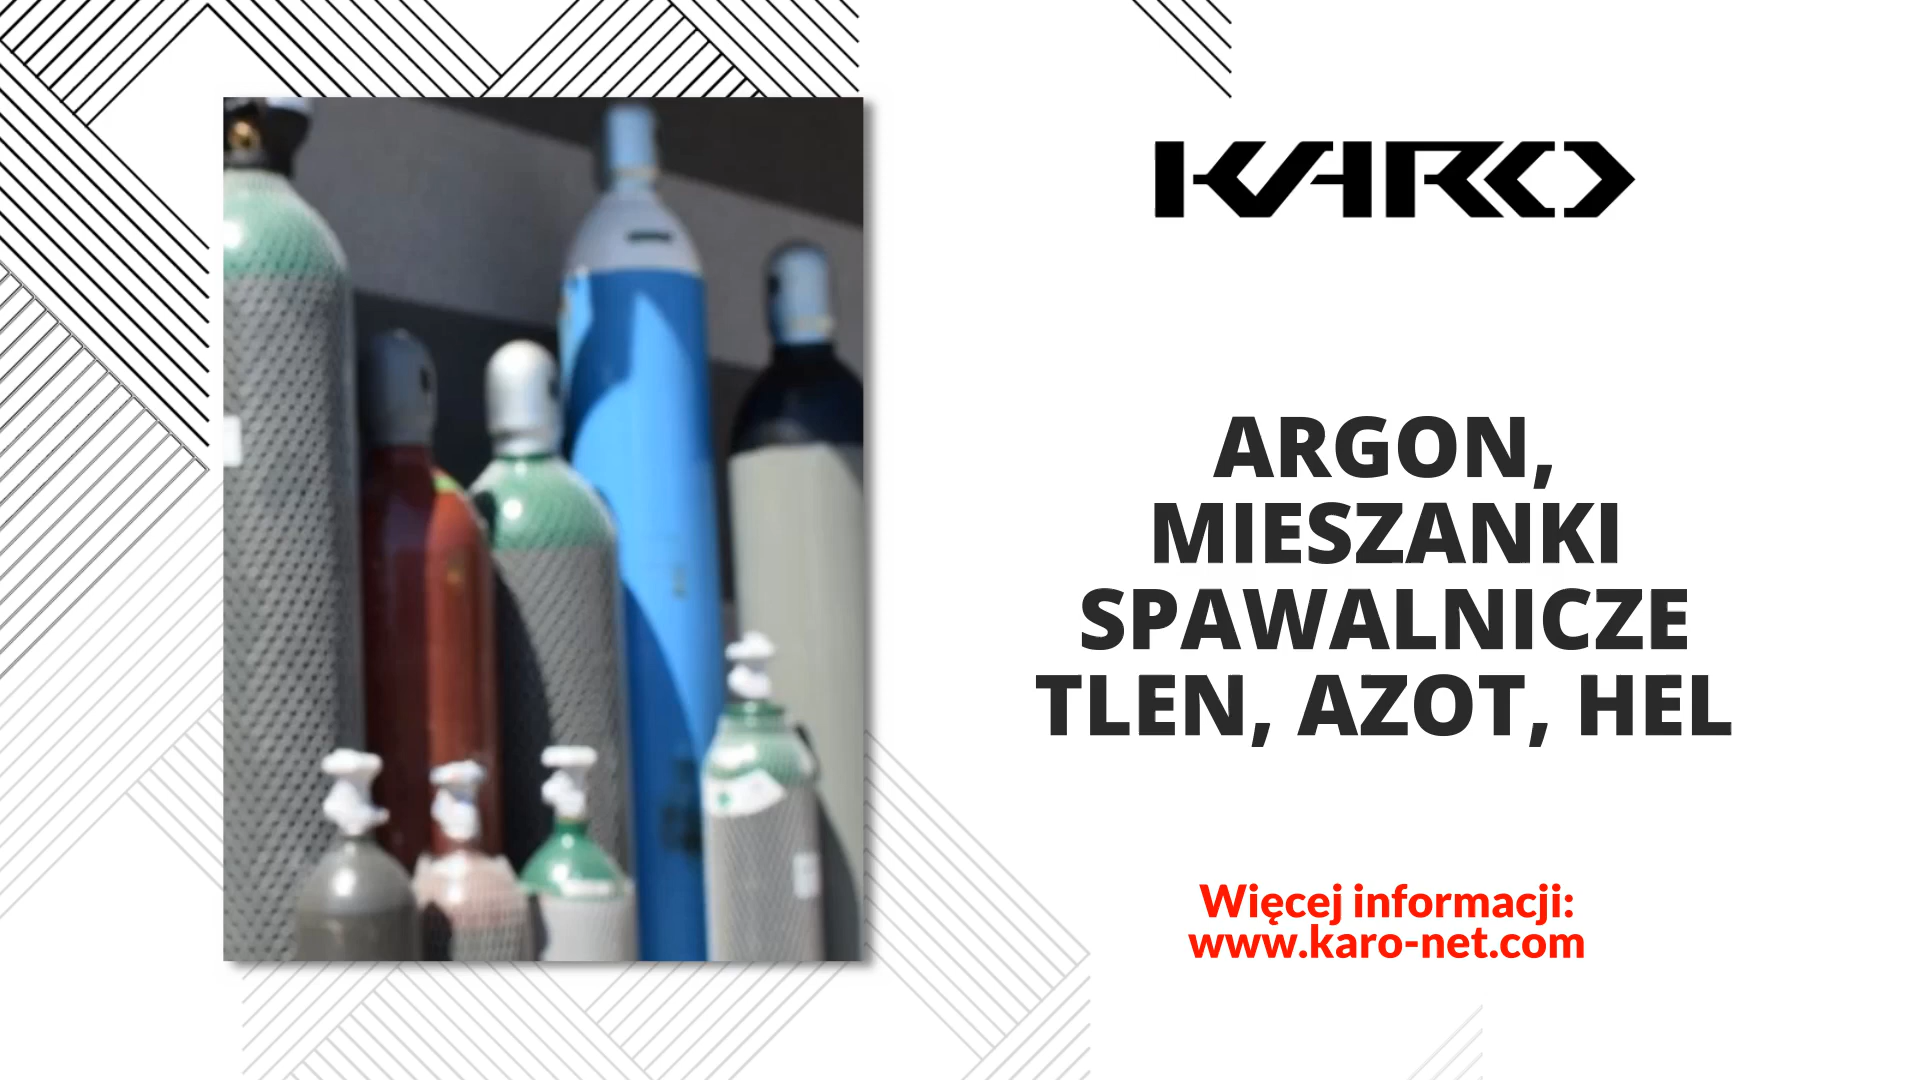 KARO
ARGON,
MIESZANKI
SPAWALNICZE
TLEN, AZOT, HEL
Więcej informacji:
www.karo-net.com